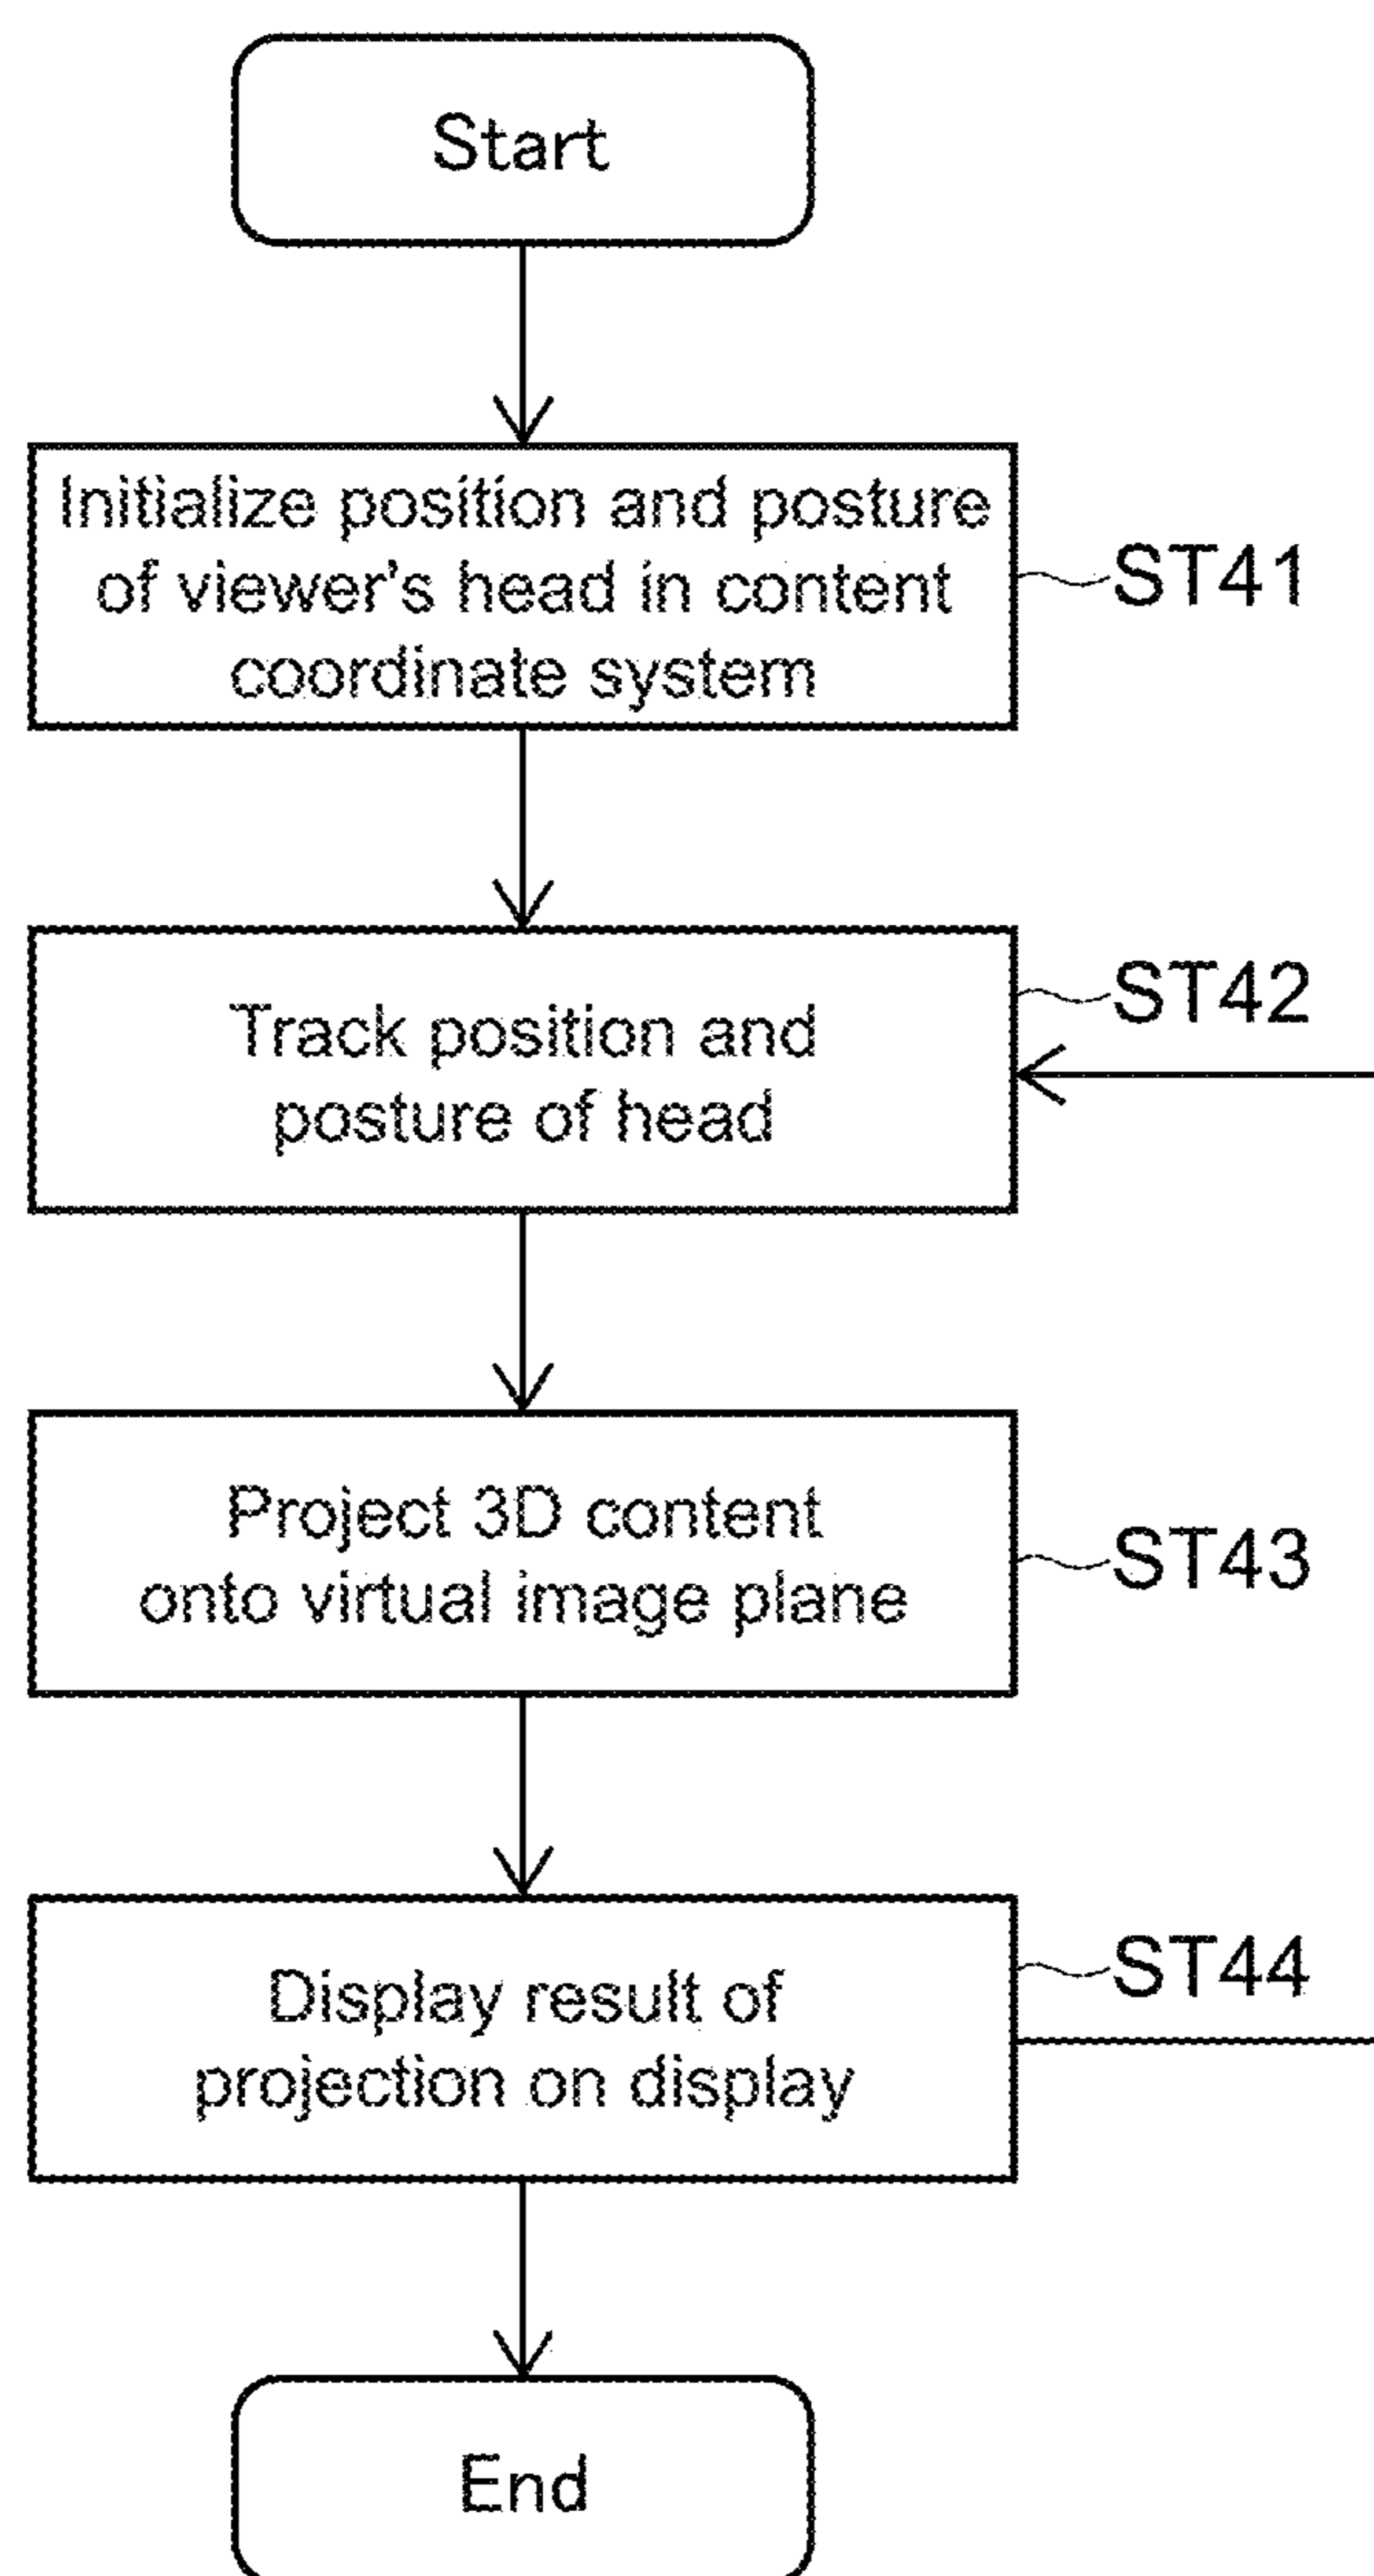 Start
Initialize position and posture
of viewer's head in content
coordinate system
ST41
Track position and
posture of head
ST42
Project 3D content
onto virtual image plane
ST43
Display result of
projection on display
ST44
End